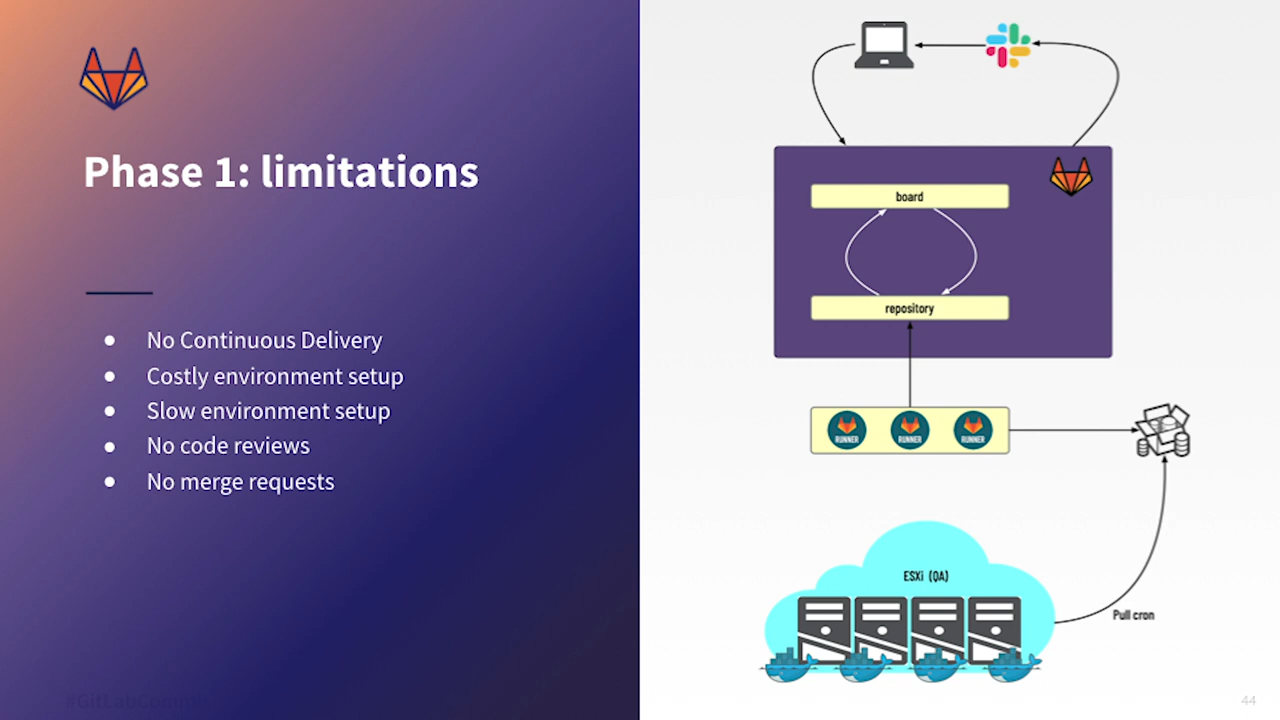 Phase 1: limitations
No Continuous Delivery
Costly environment setup
Slow environment setup
No code reviews
No merge requests
#GitLabCommit
board
repository
RUNNER
RUNNER
RUNNER
ESXi (QA)
Pull cron
44